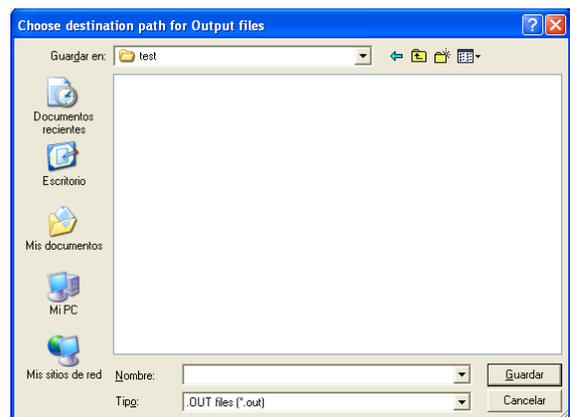 Choose destination path for Output files
Guardar en:
test
Documentos
recientes
Escritorio
Mis documentos
Mi PC
Mis sitios de red
Nombre:
Guardar
Tipo:
.OUT files (*.out)
Cancelar